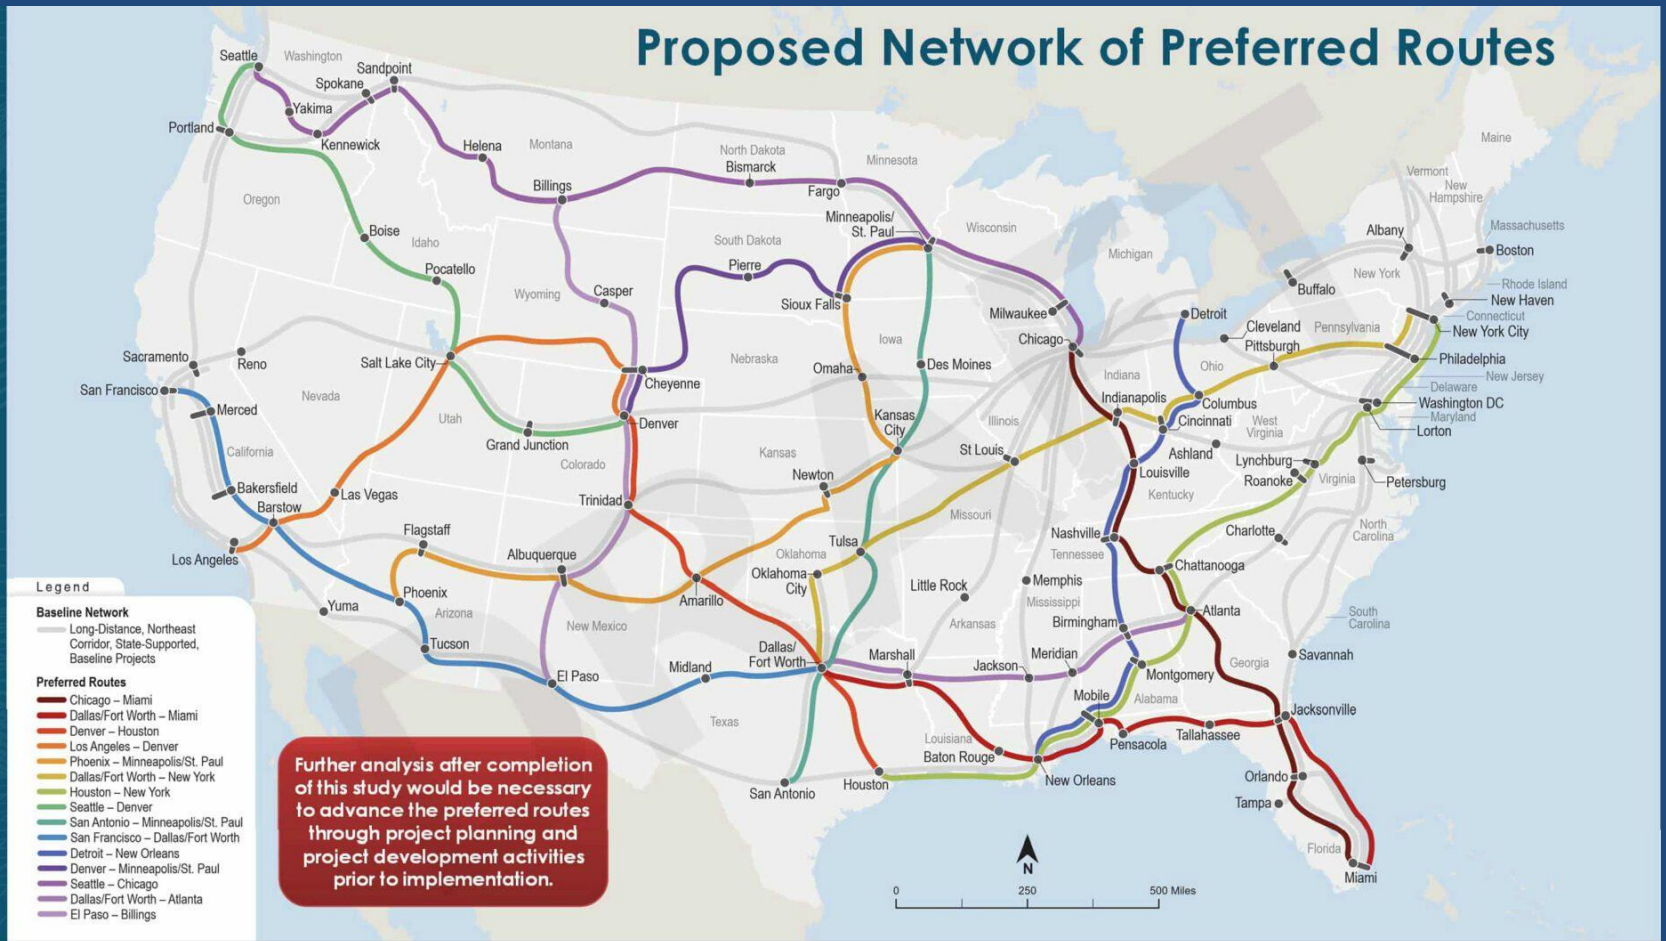 Proposed Network of Preferred Routes
Seattle
Washington
Sandpoint
Spokane
Yakima
Portland
Kennewick
Helena
Montana
North Dakota
Bismarck
Minnesota
Fargo
Billings
Oregon
Boise
Idaho
Pocatello
Minneapolis/
St. Paul
Wisconsin
South Dakota
Pierre
Sioux Falls
Wyoming
Casper
Michigan
Maine
Vermont
New
Hampshire
Albany
Massachusetts
Boston
New York
Buffalo
Rhode Island
New Haven
Connecticut
New York City
Milwaukee
Detroit
Cleveland
Pennsylvania
Pittsburgh
Chicago
Philadelphia
New Jersey
Delaware
Washington DC
Maryland
Lorton
Sacramento
Reno
Salt Lake City
San Francisco
Nevada
Merced
Utah
Grand Junction
Cheyenne
Denver
Nebraska
Iowa
Omaha
Des Moines
Indiana
Ohio
Indianapolis
Columbus
Cincinnati
West
Virginia
Kansas
City
Illinois
California
Colorado
Kansas
St Louis
Ashland
Lynchburg
Roanoke
Virginia
Petersburg
Louisville
Kentucky
Newton
Bakersfield
Las Vegas
Barstow
Trinidad
Missouri
Flagstaff
Albuquerque
Los Angeles
Tulsa
Oklahoma
Oklahoma
City
Nashville
Tennessee
Charlotte
North
Carolina
Chattanooga
Amarillo
Little Rock
Memphis
Mississippi
Yuma
Phoenix
Arizona
New Mexico
Arkansas
Birmingham
Atlanta
South
Carolina
Tucson
Dallas/
Fort Worth
Marshall
Jackson
Meridian
Montgomery
Georgia
Savannah
El Paso
Midland
Mobile
Alabama
Texas
Louisiana
Baton Rouge
Pensacola
Tallahassee
Jacksonville
San Antonio
Houston
New Orleans
Orlando
Tampa
Florida
Miami
Legend
Baseline Network
Long-Distance, Northeast
Corridor, State-Supported,
Baseline Projects
Preferred Routes
Chicago – Miami
Dallas/Fort Worth – Miami
Denver – Houston
Los Angeles – Denver
Phoenix – Minneapolis/St. Paul
Dallas/Fort Worth – New York
Houston – New York
Seattle – Denver
San Antonio – Minneapolis/St. Paul
San Francisco – Dallas/Fort Worth
Detroit – New Orleans
Denver – Minneapolis/St. Paul
Seattle – Chicago
Dallas/Fort Worth – Atlanta
El Paso – Billings
Further analysis after completion
of this study would be necessary
to advance the preferred routes
through project planning and
project development activities
prior to implementation.
N
0 250 500 Miles
DRAFT